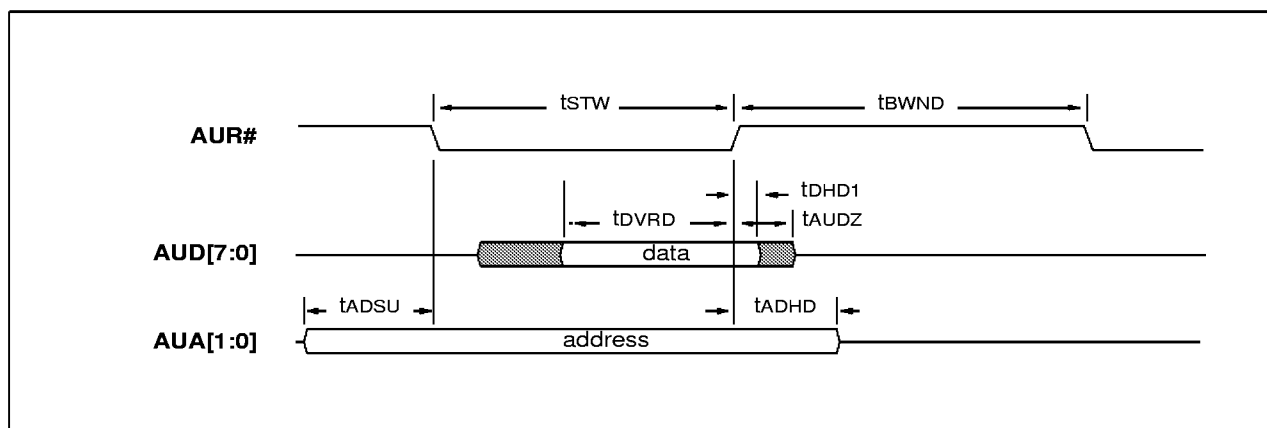 tSTW tBWND
AUR#
tDHD1
tDVRD tAUDZ
AUD[7:0] data
tADSU tADHD
AUA[1:0] address